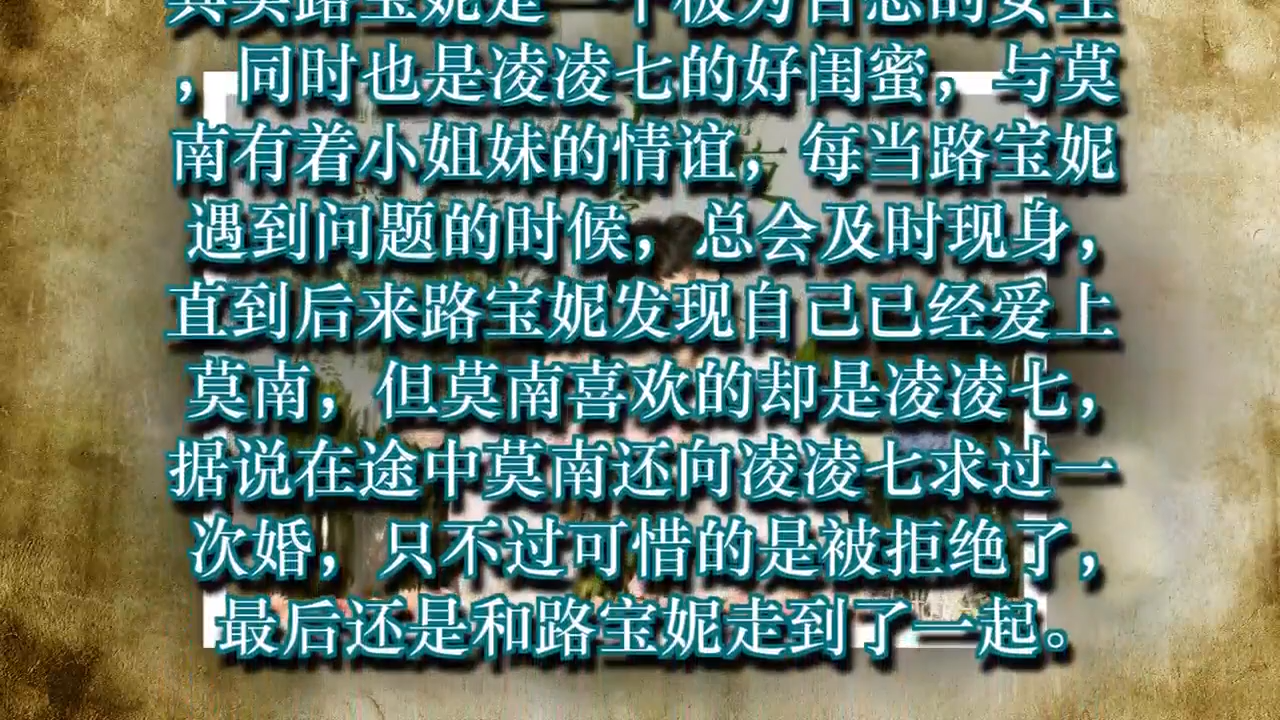 其实路宝妮是一个极为自恋的女生
，同时也是凌凌七的好闺蜜，与莫
南有着小姐妹的情谊，每当路宝妮
遇到问题的时候，总会及时现身，
直到后来路宝妮发现自己已经爱上
莫南，但莫南喜欢的却是凌凌七，
据说在途中莫南还向凌凌七求过一
次婚，只不过可惜的是被拒绝了，
最后还是和路宝妮走到了一起。